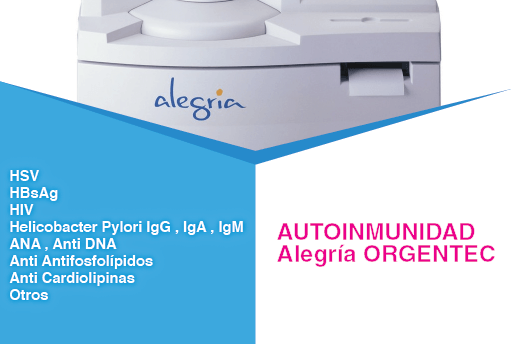 alegria
HSV
HBsAg
HIV
Helicobacter Pylori IgG , IgA , IgM
ANA , Anti DNA
Anti Antifosfolípidos
Anti Cardiolipinas
Otros
AUTOINMUNIDAD
Alegría ORGENTEC